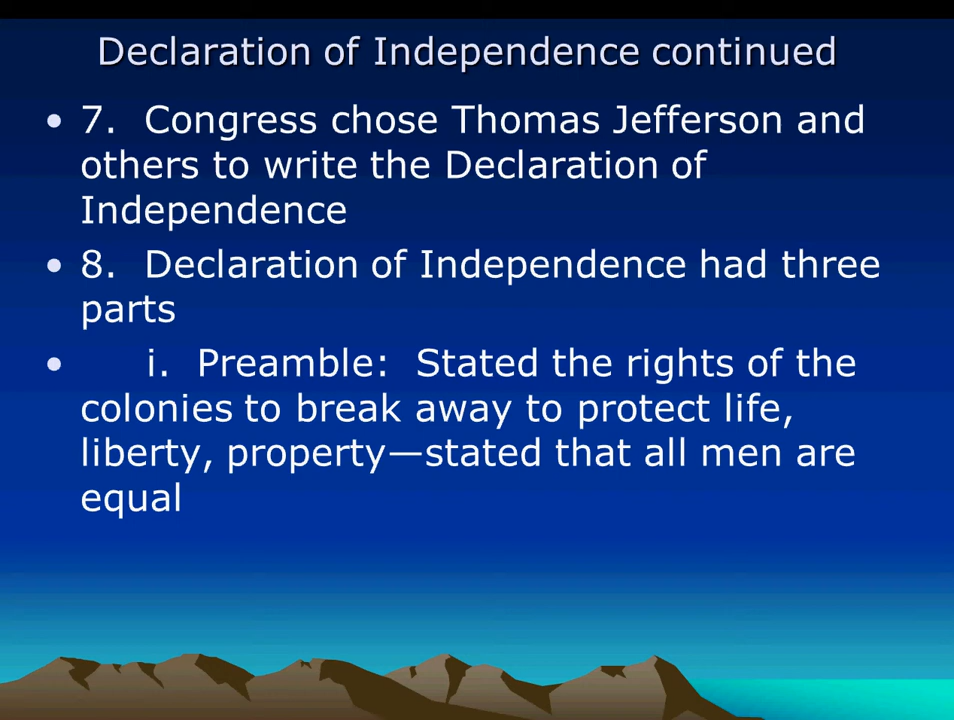 Declaration of Independence continued
• 7.  Congress chose Thomas Jefferson and
others to write the Declaration of
Independence
• 8.  Declaration of Independence had three
parts
•      i.  Preamble:  Stated the rights of the
colonies to break away to protect life,
liberty, property—stated that all men are
equal